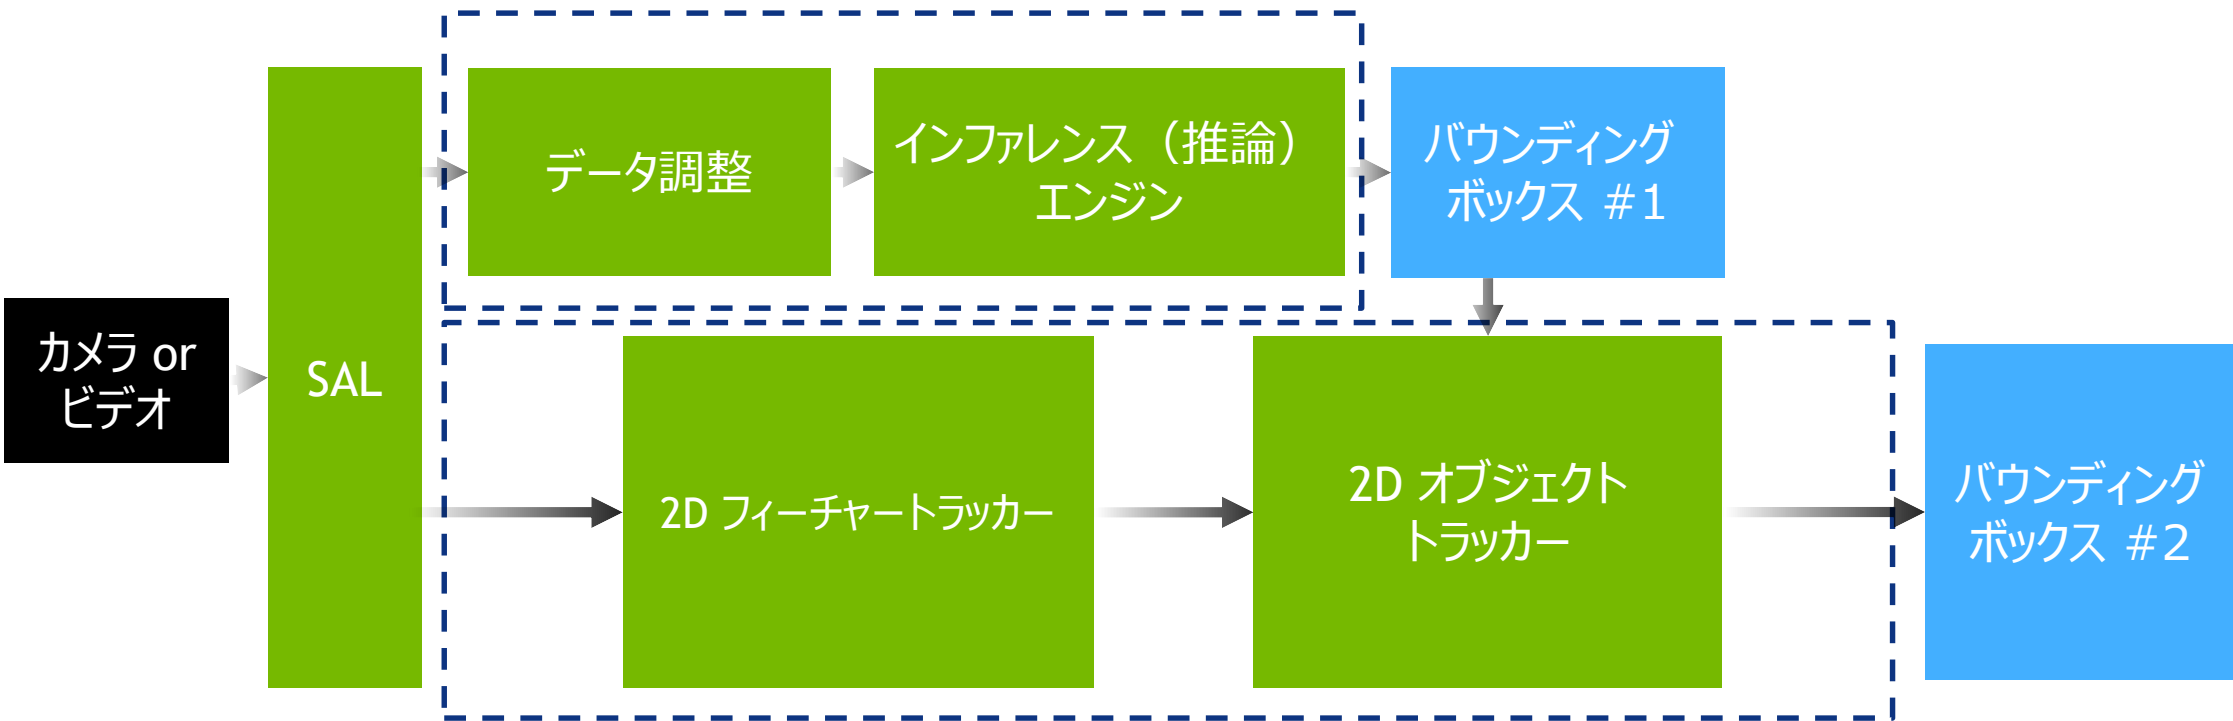 カメラ or
ビデオ
SAL
データ調整
インファレンス（推論）
エンジン
バウンディング
ボックス #1
2D フィーチャートラッカー
2D オブジェクト
トラッカー
バウンディング
ボックス #2